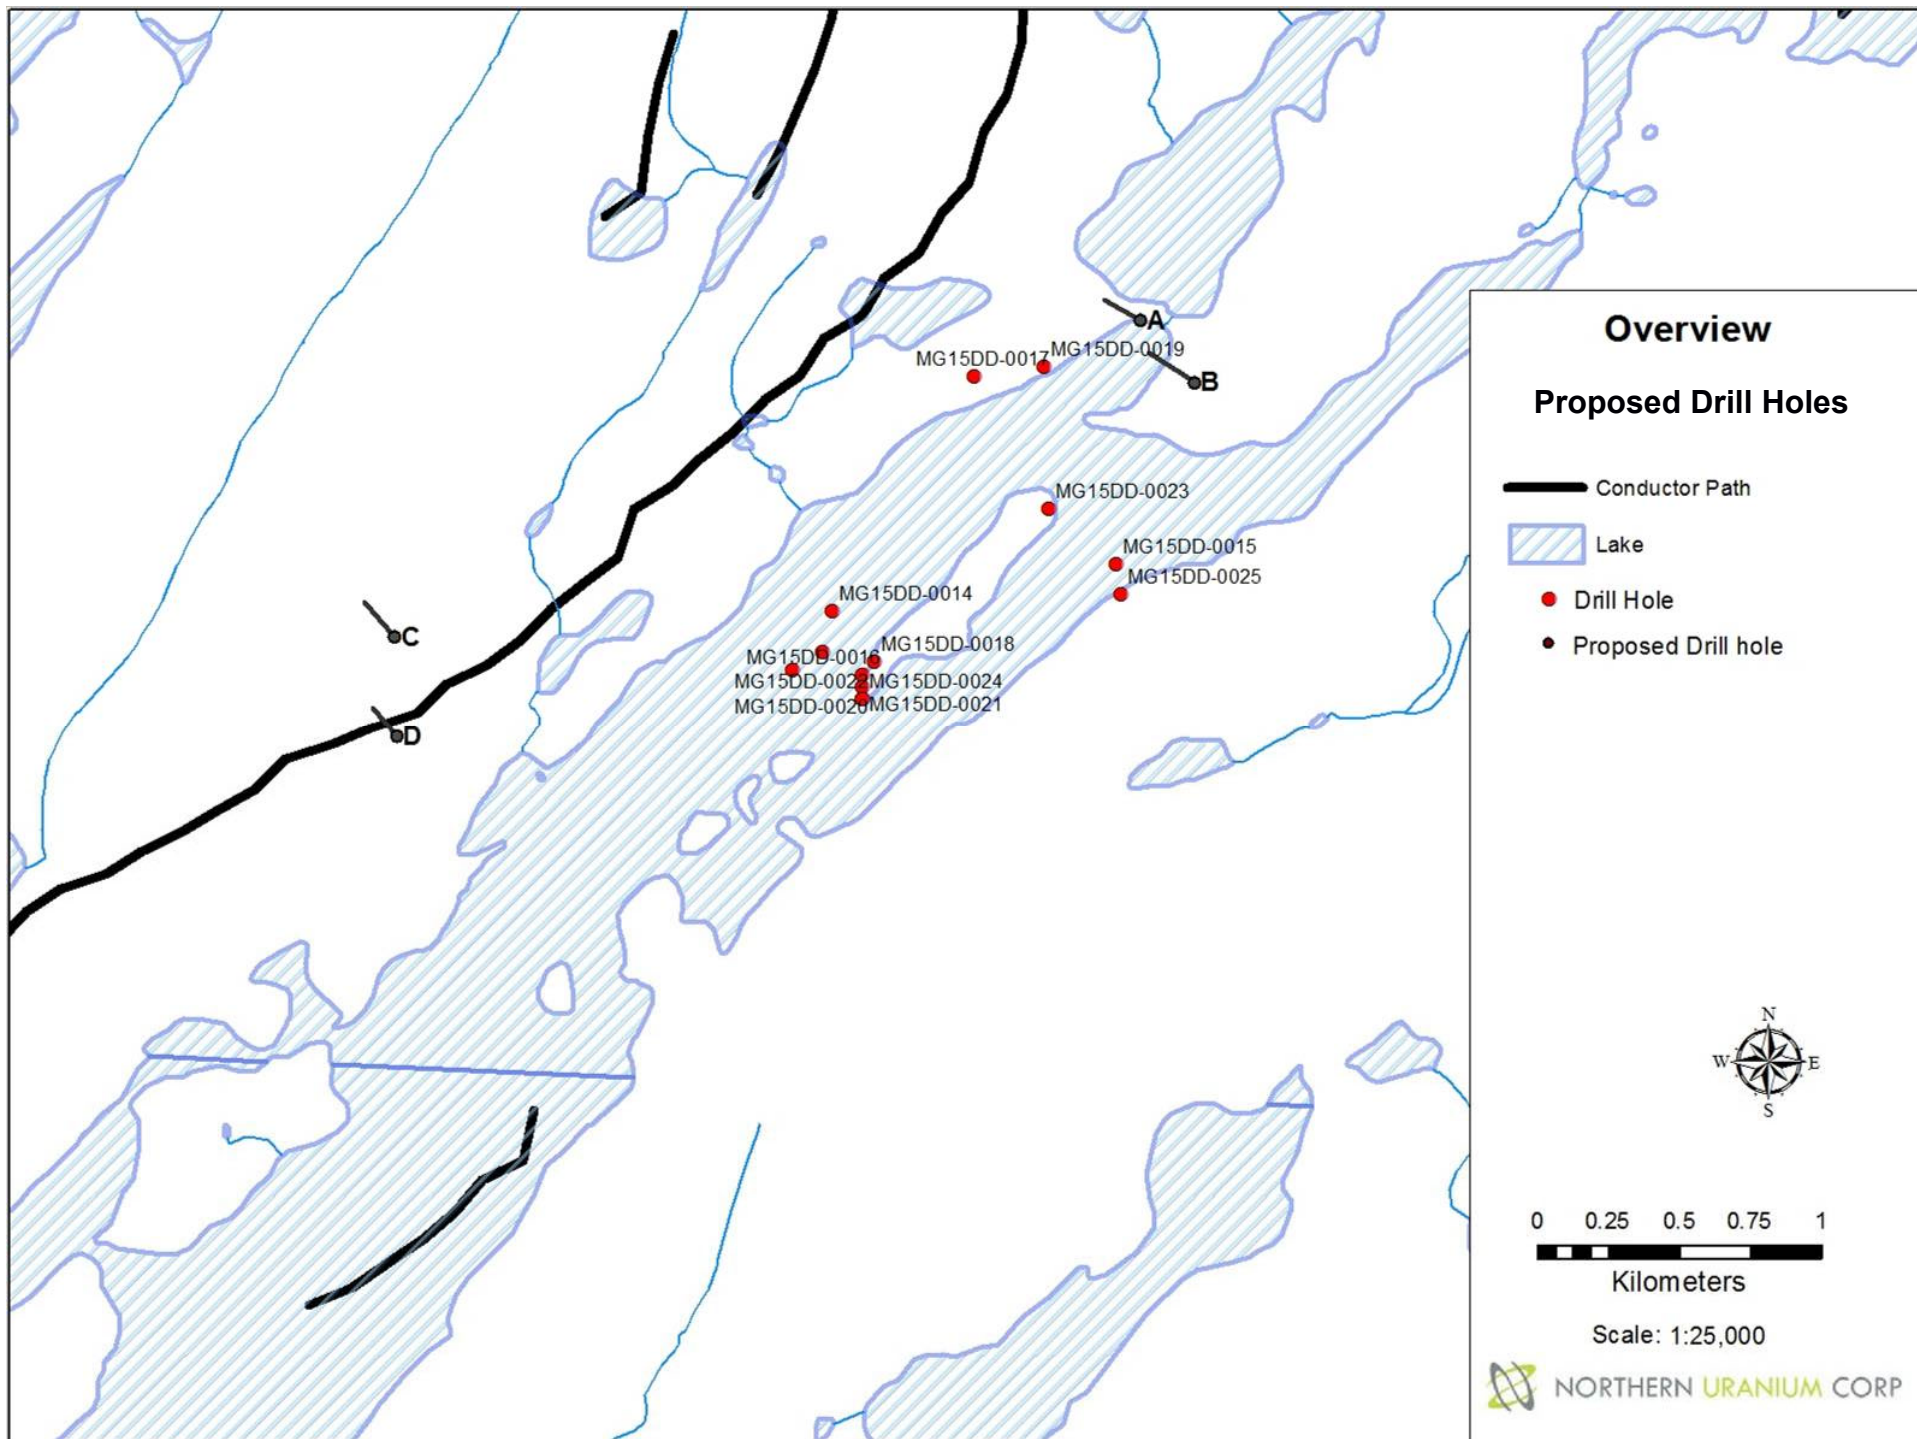 A
MG15DD-0017
MG15DD-0019
B
MG15DD-0023
MG15DD-0015
MG15DD-0025
MG15DD-0014
C
MG15DD-0018
MG15DD-0016
MG15DD-0022
MG15DD-0024
MG15DD-0020
MG15DD-0021
D
Overview
Proposed Drill Holes
Conductor Path
Lake
Drill Hole
Proposed Drill hole
N
W E
S
0 0.25 0.5 0.75 1
Kilometers
Scale: 1:25,000
NORTHERN URANIUM CORP